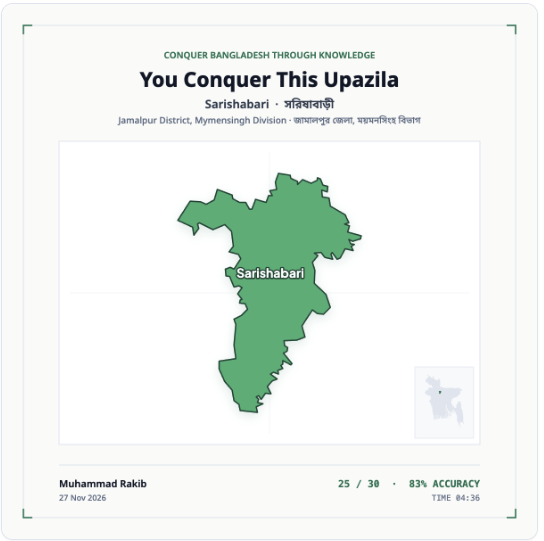 CONQUER BANGLADESH THROUGH KNOWLEDGE
You Conquer This Upazila
Sarishabari · সরিষাবাড়ী
Jamalpur District, Mymensingh Division · জামালপুর জেলা, ময়মনসিংহ বিভাগ
Sarishabari
Muhammad Rakib
25 / 30 · 83% ACCURACY
27 Nov 2026
TIME 04:36